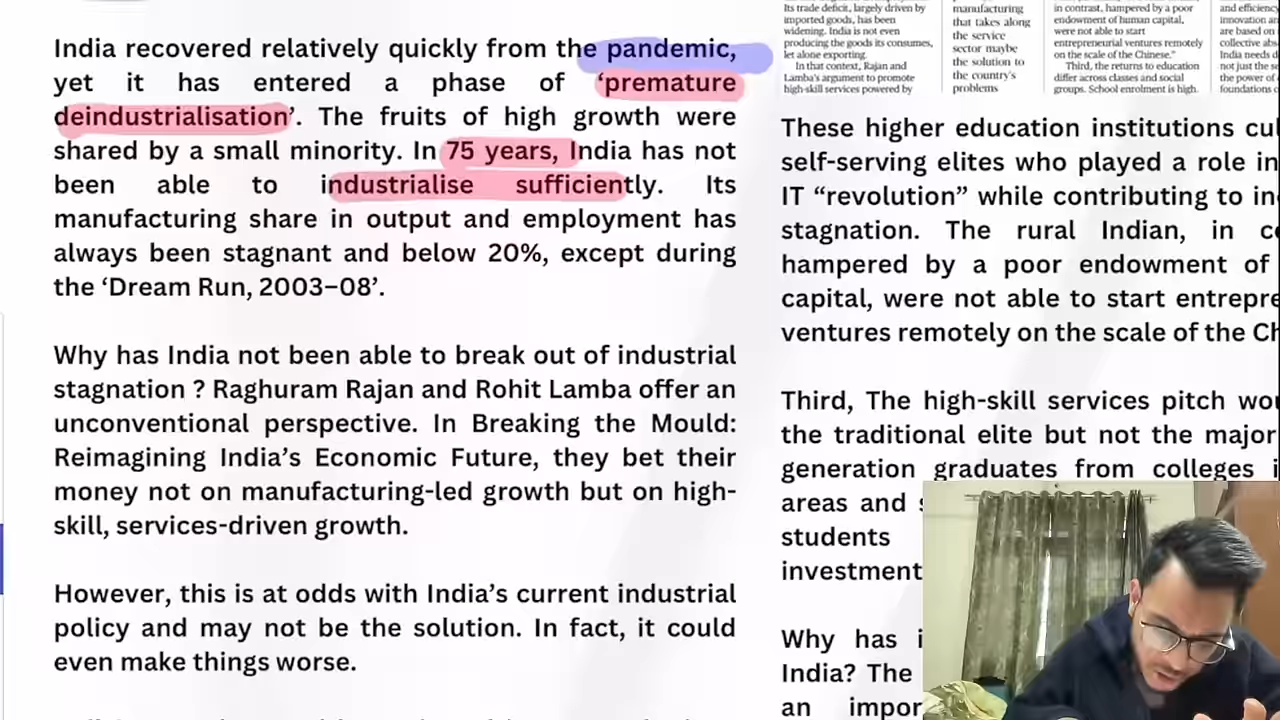 India recovered relatively quickly from the pandemic,
yet it has entered a phase of ‘premature
deindustrialisation’. The fruits of high growth were
shared by a small minority. In 75 years, India has not
been able to industrialise sufficiently. Its
manufacturing share in output and employment has
always been stagnant and below 20%, except during
the ‘Dream Run, 2003–08’.
Why has India not been able to break out of industrial
stagnation ? Raghuram Rajan and Rohit Lamba offer an
unconventional perspective. In Breaking the Mould:
Reimagining India’s Economic Future, they bet their
money not on manufacturing-led growth but on high-
skill, services-driven growth.
However, this is at odds with India’s current industrial
policy and may not be the solution. In fact, it could
even make things worse.
Its trade deficit, largely driven by
imported goods, has been
widening. India is not even
producing the goods its consumes,
let alone exporting.
In that context, Rajan and
Lamba's argument to promote
high-skill services powered by
manufacturing
that takes along
the service
sector maybe
the solution to
the country's
problems
in contrast, hampered by a poor
endowment of human capital,
were not able to start
entrepreneurial ventures remotely
on the scale of the Chinese."
Third, the returns to education
differ across classes and social
groups. School enrolment is high.
and efficiency
innovation a
are based on
collective abs
India needs d
not just the s
the power of
foundations o
These higher education institutions cu
self-serving elites who played a role in
IT “revolution” while contributing to in
stagnation. The rural Indian, in c
hampered by a poor endowment of
capital, were not able to start entrepre
ventures remotely on the scale of the Ch
Third, The high-skill services pitch wo
the traditional elite but not the major
generation graduates from colleges i
areas and s
students
investment
Why has i
India? The
an impor